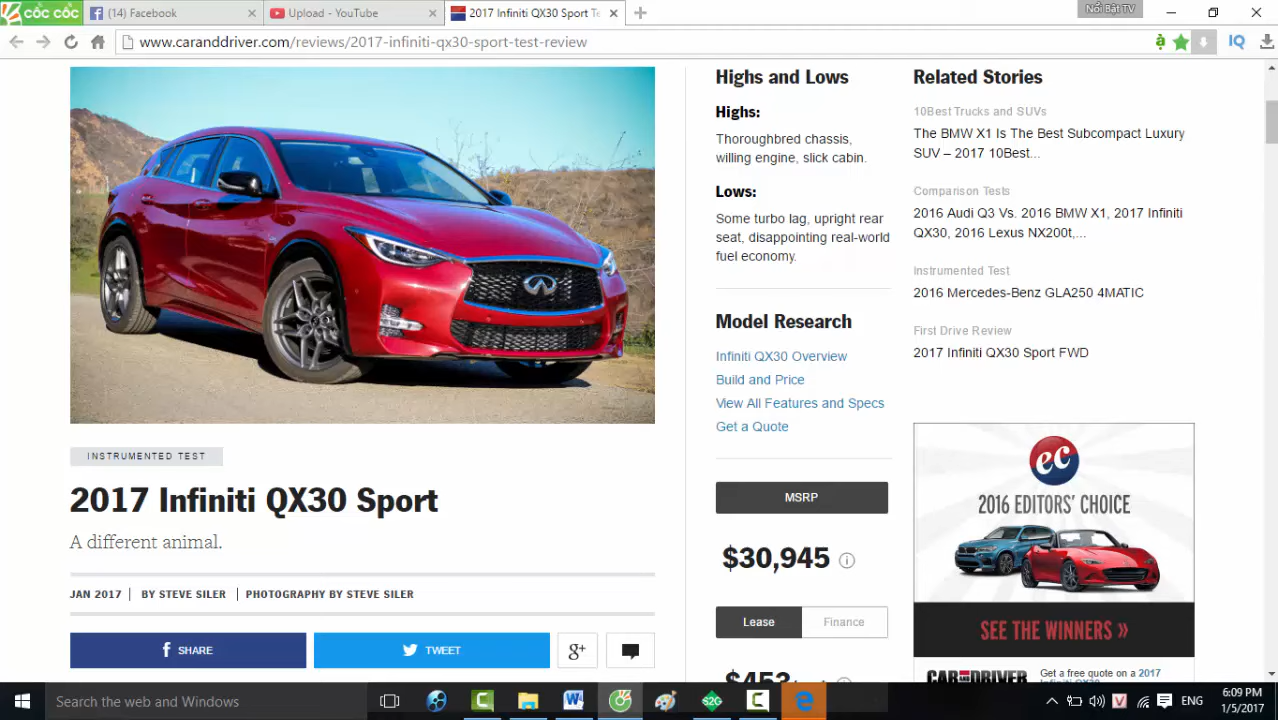 cốc cốc
(14) Facebook
Upload - YouTube
2017 Infiniti QX30 Sport Te
Nổi Bật TV
www.caranddriver.com/reviews/2017-infiniti-qx30-sport-test-review
Highs and Lows
Highs:
Thoroughbred chassis,
willing engine, slick cabin.
Lows:
Some turbo lag, upright rear
seat, disappointing real-world
fuel economy.
Model Research
Infiniti QX30 Overview
Build and Price
View All Features and Specs
Get a Quote
MSRP
$30,945
Lease
Finance
Related Stories
10Best Trucks and SUVs
The BMW X1 Is The Best Subcompact Luxury
SUV – 2017 10Best...
Comparison Tests
2016 Audi Q3 Vs. 2016 BMW X1, 2017 Infiniti
QX30, 2016 Lexus NX200t,...
Instrumented Test
2016 Mercedes-Benz GLA250 4MATIC
First Drive Review
2017 Infiniti QX30 Sport FWD
ec
2016 EDITORS' CHOICE
SEE THE WINNERS »
CAR AND DRIVER
Get a free quote on a 2017
INSTRUMENTED TEST
2017 Infiniti QX30 Sport
A different animal.
JAN 2017 | BY STEVE SILER | PHOTOGRAPHY BY STEVE SILER
SHARE
TWEET
g+
Search the web and Windows
S2G
ENG
6:09 PM
1/5/2017